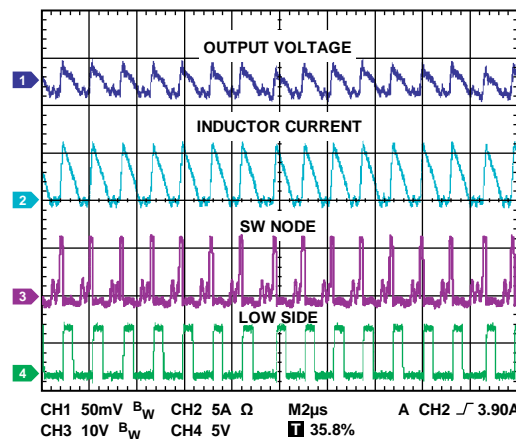 OUTPUT VOLTAGE
1
INDUCTOR CURRENT
2
SW NODE
3
LOW SIDE
4
CH1 50mV BW CH2 5A Ω M2µs A CH2 3.90A
CH3 10V BW CH4 5V T 35.8%